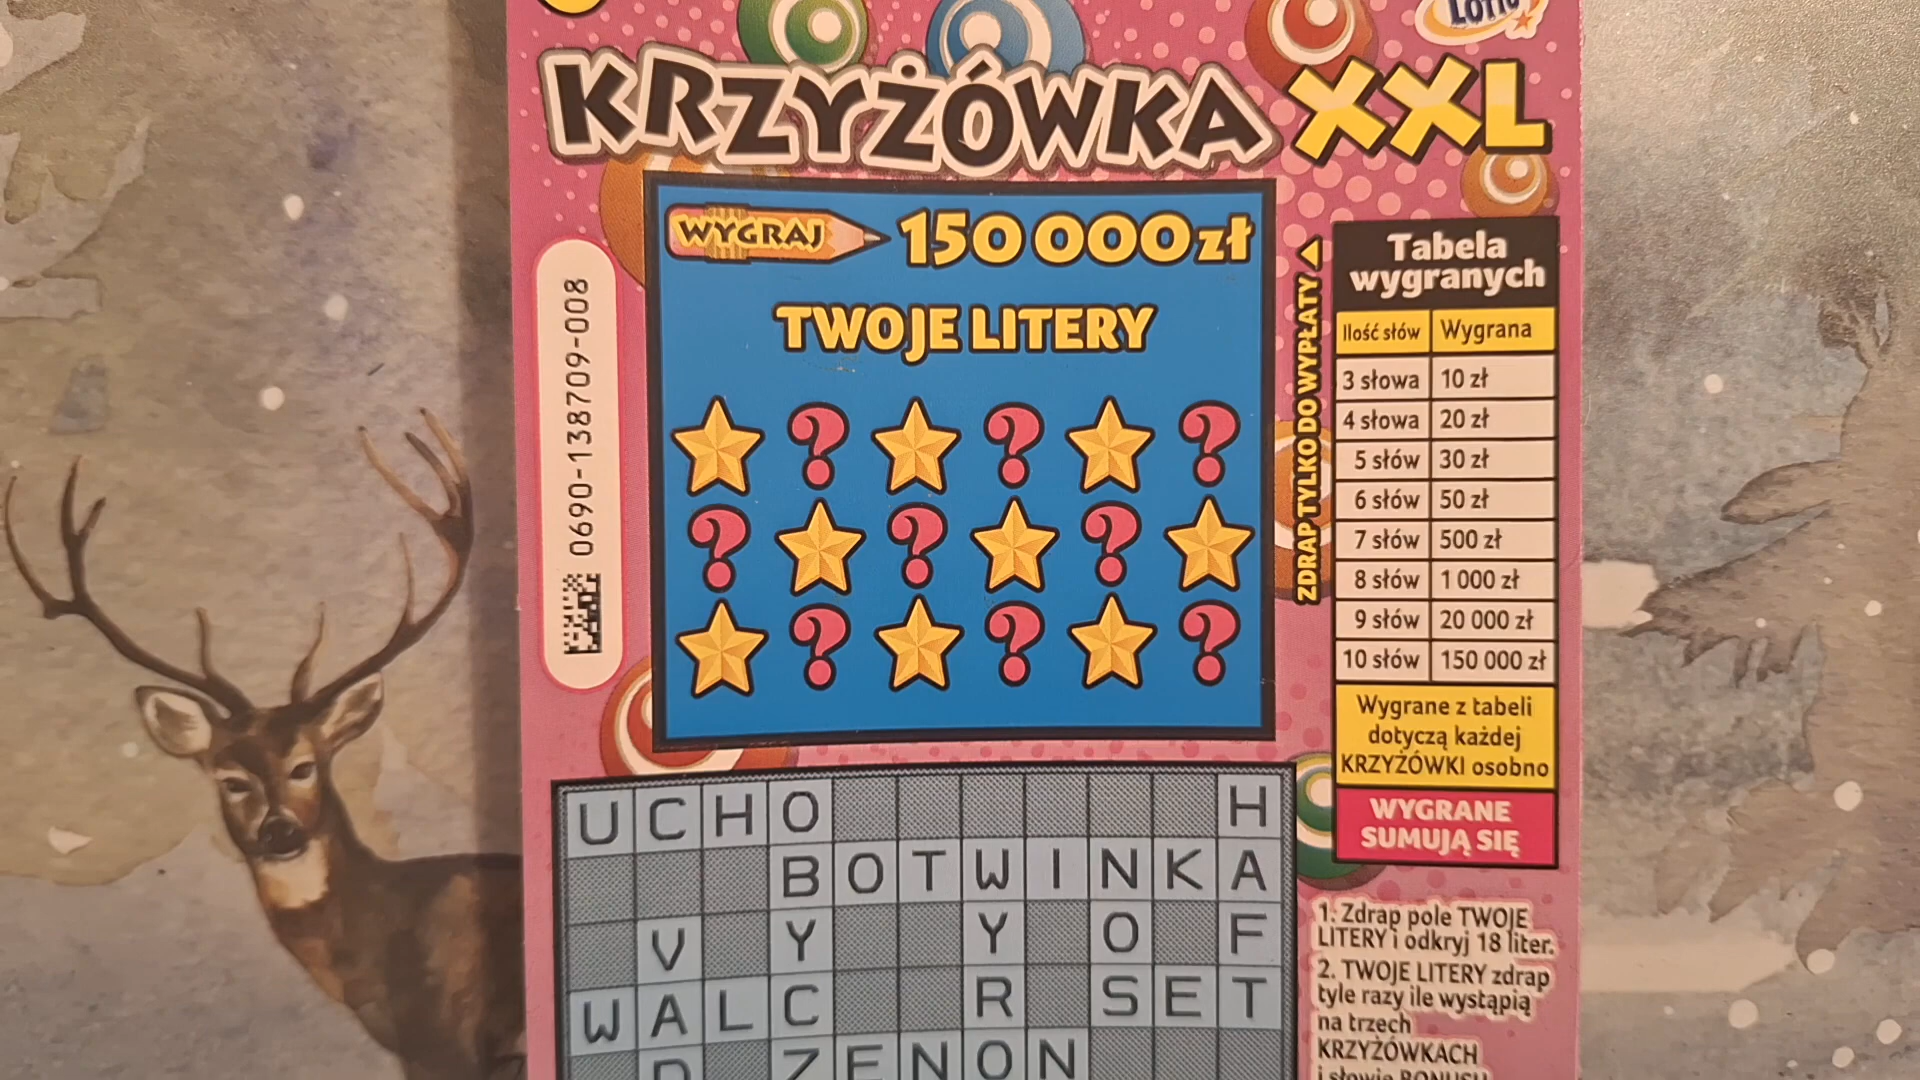 LOTTO
KRZYŻÓWKA XXL
WYGRAJ 150 000 zł
TWOJE LITERY
0690-138709-008
ZDRAP TYLKO DO WYPŁATY
Tabela
wygranych
Ilość słów Wygrana
3 słowa 10 zł
4 słowa 20 zł
5 słów 30 zł
6 słów 50 zł
7 słów 500 zł
8 słów 1 000 zł
9 słów 20 000 zł
10 słów 150 000 zł
Wygrane z tabeli
dotyczą każdej
KRZYŻÓWKI osobno
WYGRANE
SUMUJĄ SIĘ
UCHO H
BOTWINKA
V Y Y O F
WALC R SET
ZENON
1. Zdrap pole TWOJE
LITERY i odkryj 18 liter.
2. TWOJE LITERY zdrap
tyle razy ile wystąpią
na trzech
KRZYŻÓWKACH
i słowie BONUSU